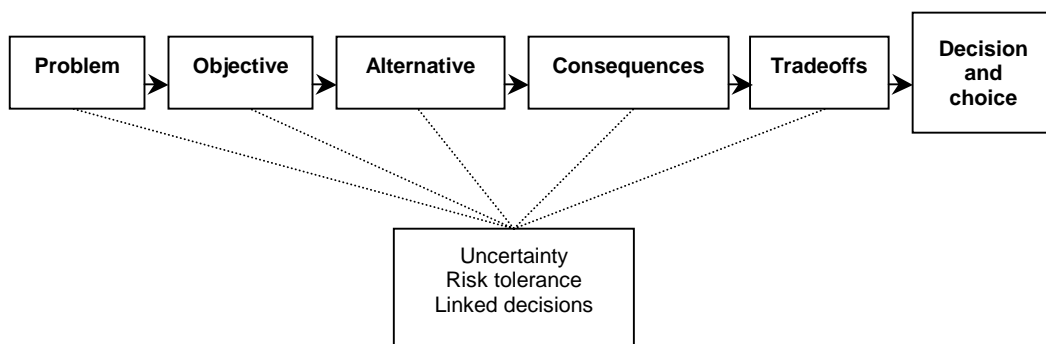 Problem
Objective
Alternative
Consequences
Tradeoffs
Decision
and
choice
Uncertainty
Risk tolerance
Linked decisions